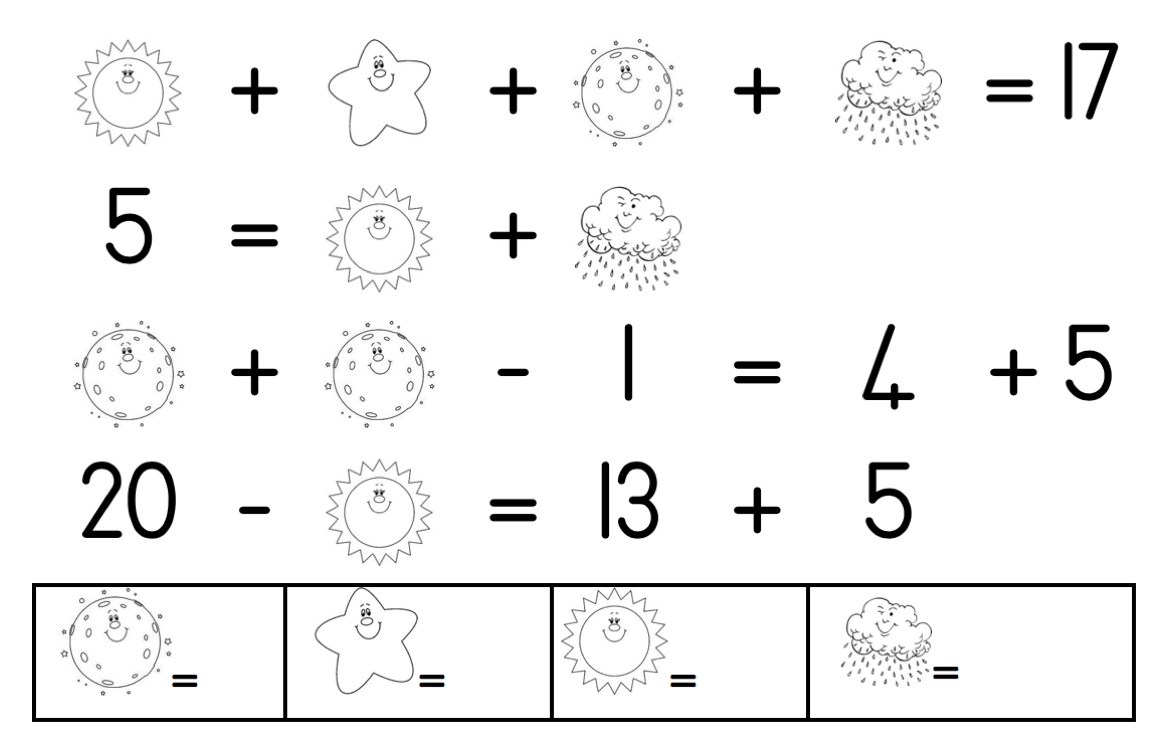 + + + = 17
5 = +
+ - 1 = 4 + 5
20 - = 13 + 5
= = = =